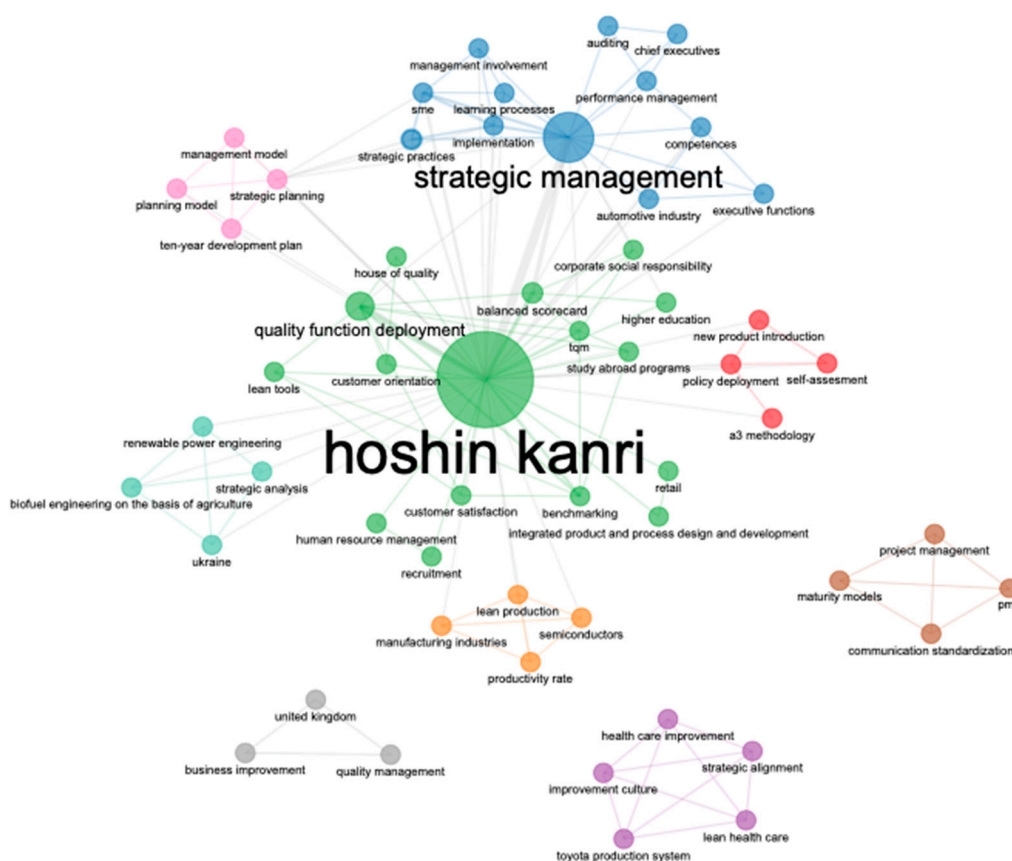 auditing
chief executives
management involvement
performance management
sme
learning processes
implementation
strategic practices
competences
management model
strategic management
strategic planning
planning model
automotive industry
executive functions
ten-year development plan
corporate social responsibility
house of quality
balanced scorecard
higher education
quality function deployment
new product introduction
tqm
study abroad programs
lean tools
customer orientation
policy deployment
self-assesment
a3 methodology
renewable power engineering
hoshin kanri
strategic analysis
retail
biofuel engineering on the basis of agriculture
customer satisfaction
benchmarking
integrated product and process design and development
human resource management
project management
ukraine
recruitment
maturity models
pm
lean production
manufacturing industries
semiconductors
communication standardization
productivity rate
united kingdom
health care improvement
business improvement
quality management
strategic alignment
improvement culture
lean health care
toyota production system